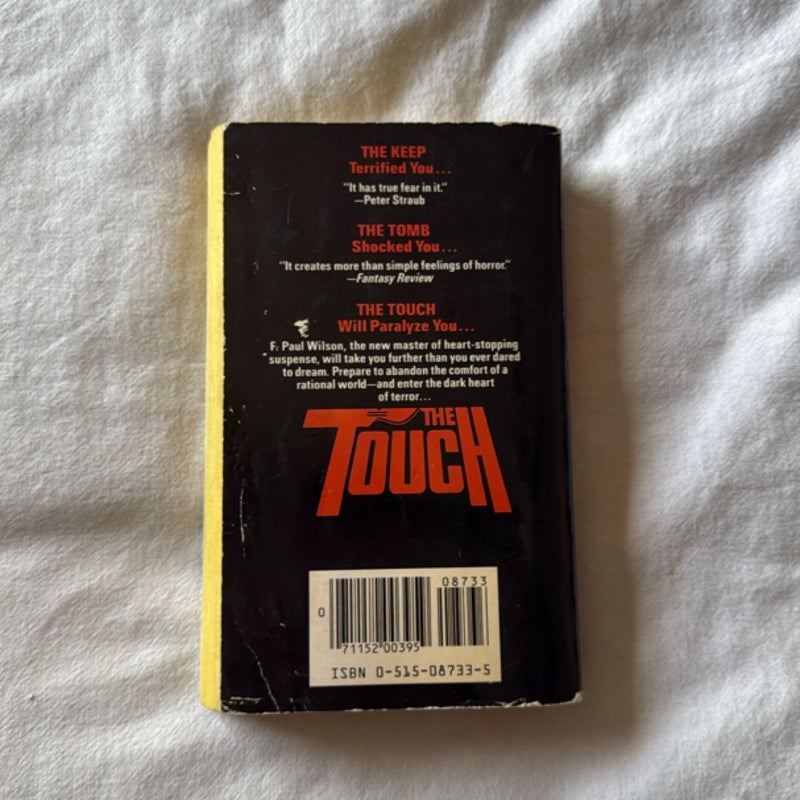 THE KEEP
Terrified You...
"It has true fear in it."
—Peter Straub
THE TOMB
Shocked You...
"It creates more than simple feelings of horror."
—Fantasy Review
THE TOUCH
Will Paralyze You...
F. Paul Wilson, the new master of heart-stopping
suspense, will take you further than you ever dared
to dream. Prepare to abandon the comfort of a
rational world—and enter the dark heart
of terror...
THE
TOUCH
08733
0
71152 00395
ISBN 0-515-08733-5